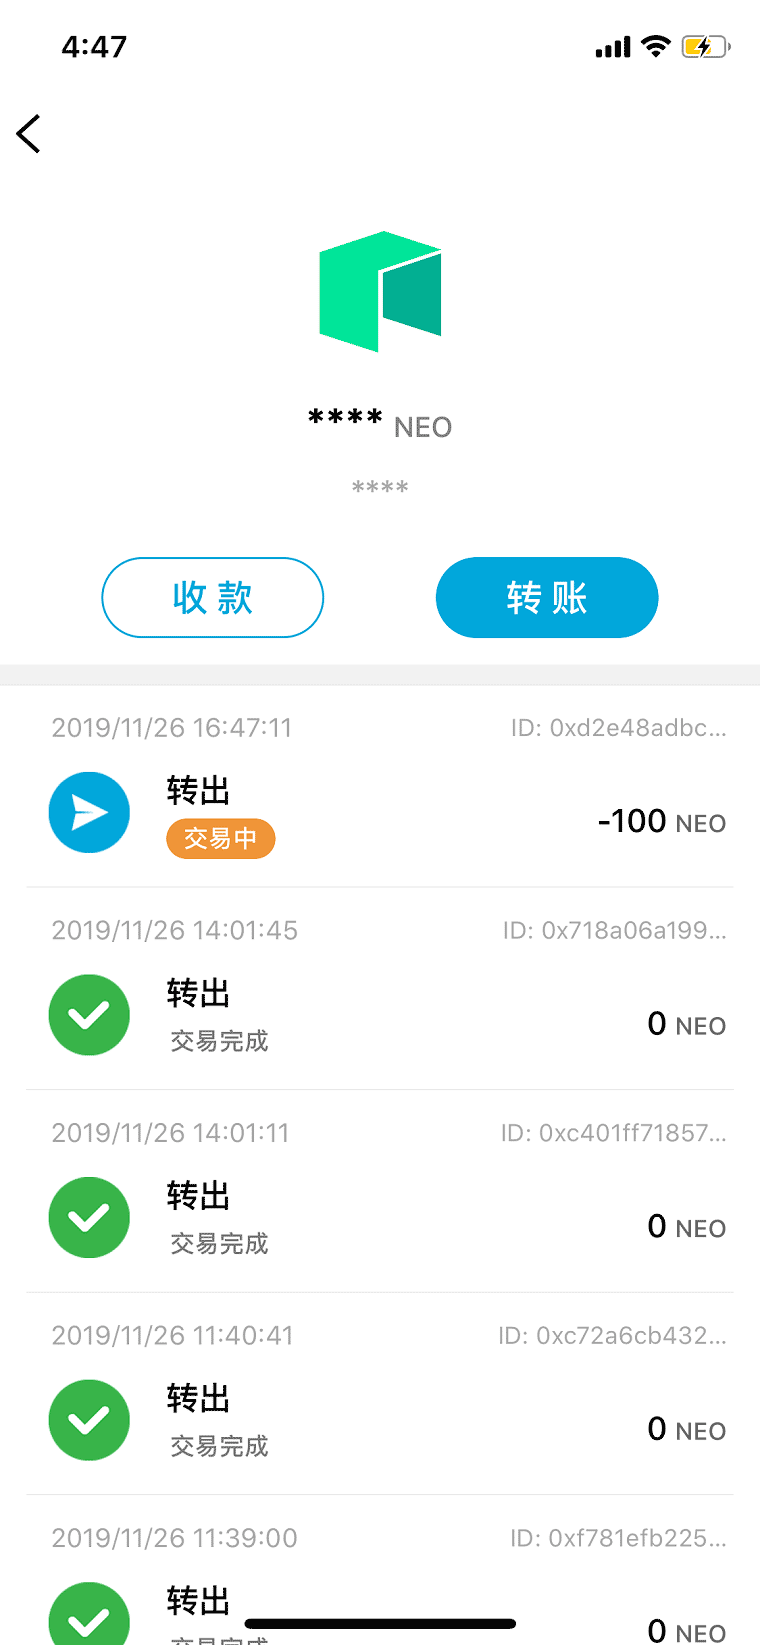 4:47
**** NEO
****
收款
转账
2019/11/26 16:47:11
ID: 0xd2e48adbc...
转出
交易中
-100 NEO
2019/11/26 14:01:45
ID: 0x718a06a199...
转出
交易完成
0 NEO
2019/11/26 14:01:11
ID: 0xc401ff71857...
转出
交易完成
0 NEO
2019/11/26 11:40:41
ID: 0xc72a6cb432...
转出
交易完成
0 NEO
2019/11/26 11:39:00
ID: 0xf781efb225...
转出
0 NEO